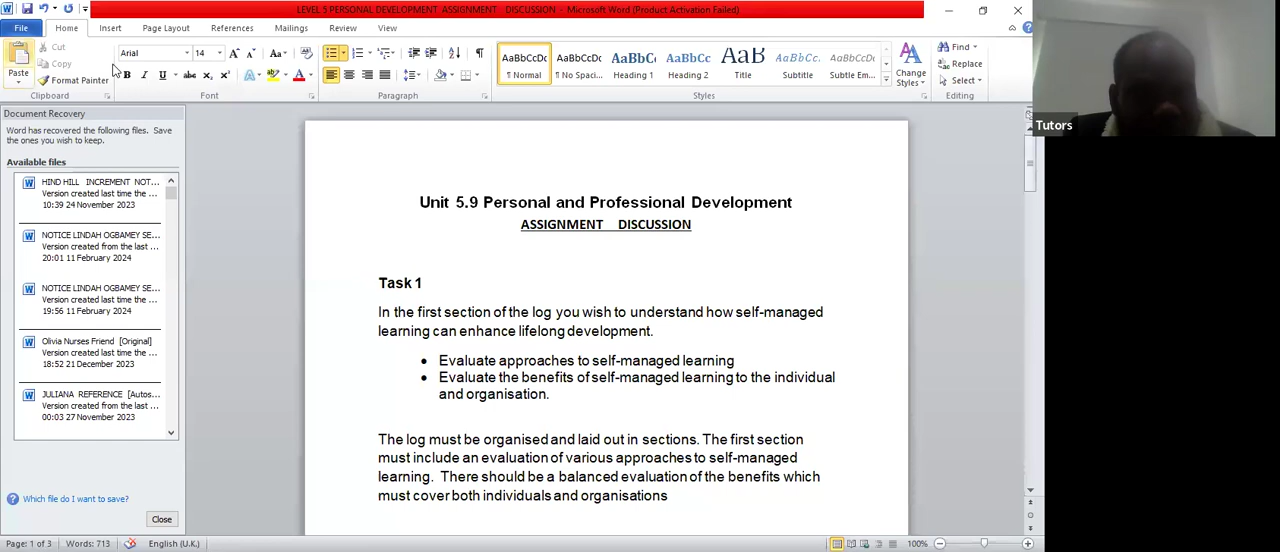 LEVEL 5 PERSONAL DEVELOPMENT ASSIGNMENT DISCUSSION - Microsoft Word (Product Activation Failed)
File Home Insert Page Layout References Mailings Review View
Cut
Copy
Format Painter
Paste
Clipboard
Arial 14
Font
Paragraph
AaBbCcDc AaBbCcDc AaBbC AaBbCc AaB AaBbCc. AaBbCcDc
¶ Normal ¶ No Spaci... Heading 1 Heading 2 Title Subtitle Subtle Em...
Change
Styles
Styles
Find
Replace
Select
Editing
Tutors
Document Recovery
Word has recovered the following files. Save
the ones you wish to keep.
Available files
HIND HILL INCREMENT NOT...
Version created last time the ...
10:39 24 November 2023
NOTICE LINDAH OGBAMEY SE...
Version created from the last ...
20:01 11 February 2024
NOTICE LINDAH OGBAMEY SE...
Version created from the last ...
19:56 11 February 2024
Olivia Nurses Friend [Original]
Version created last time the ...
18:52 21 December 2023
JULIANA REFERENCE [Autos...
Version created from the last ...
00:03 27 November 2023
Which file do I want to save?
Close
Unit 5.9 Personal and Professional Development
ASSIGNMENT DISCUSSION
Task 1
In the first section of the log you wish to understand how self-managed
learning can enhance lifelong development.
• Evaluate approaches to self-managed learning
• Evaluate the benefits of self-managed learning to the individual
and organisation.
The log must be organised and laid out in sections. The first section
must include an evaluation of various approaches to self-managed
learning. There should be a balanced evaluation of the benefits which
must cover both individuals and organisations
Page: 1 of 3 Words: 713 English (U.K.) 100%